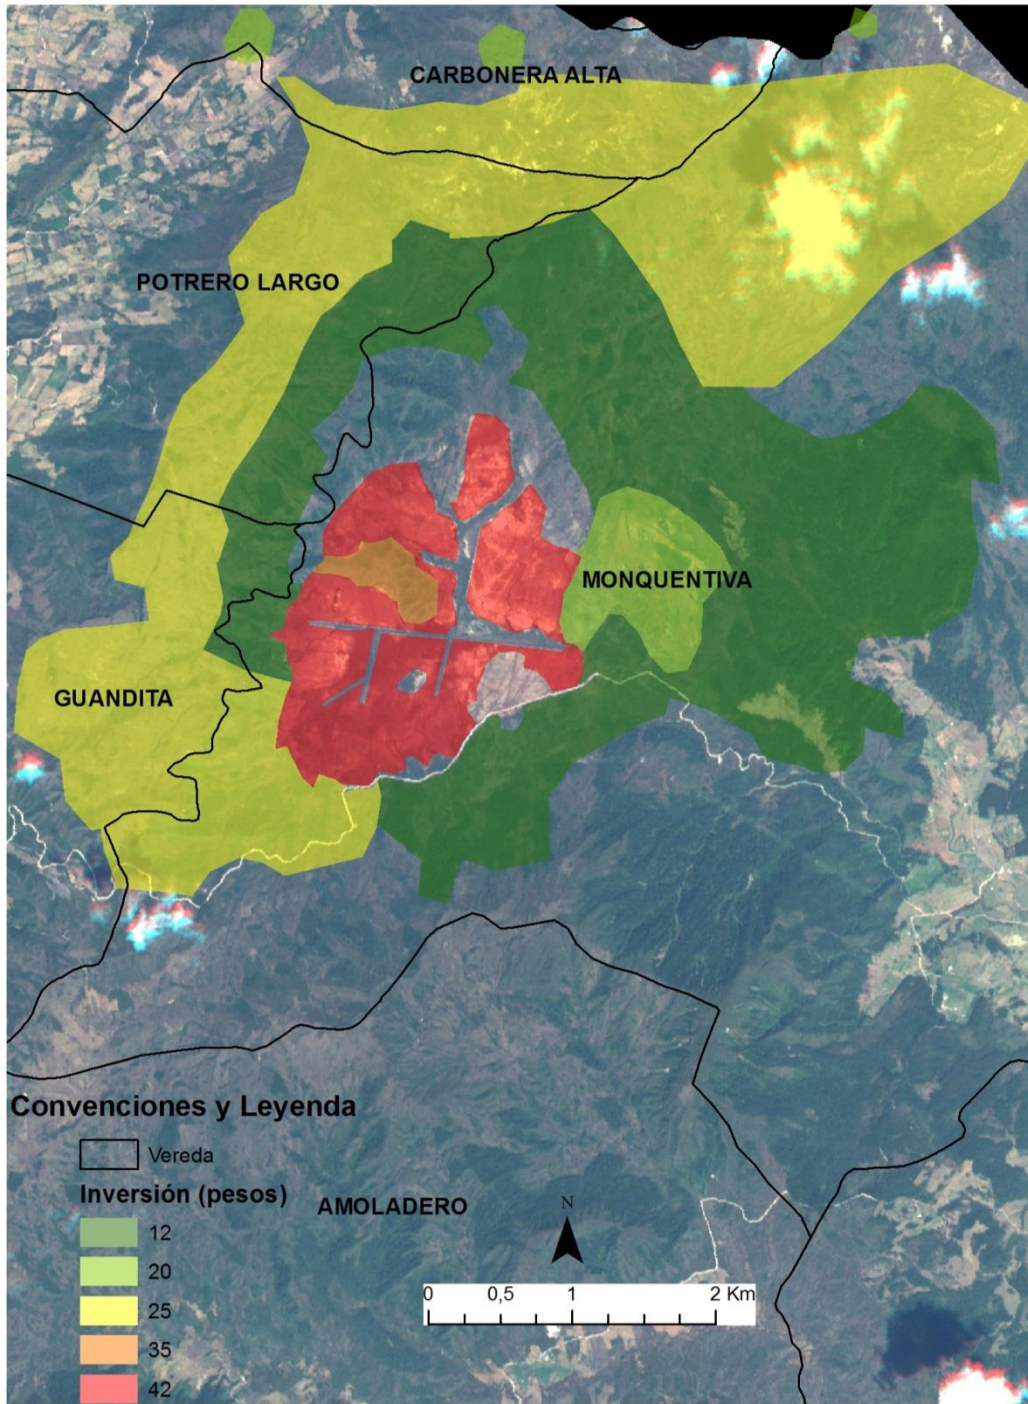 CARBONERA ALTA
POTRERO LARGO
MONQUENTIVA
GUANDITA
Convenciones y Leyenda
Vereda
Inversión (pesos)
12
20
25
35
42
AMOLADERO
N
0 0,5 1 2 Km